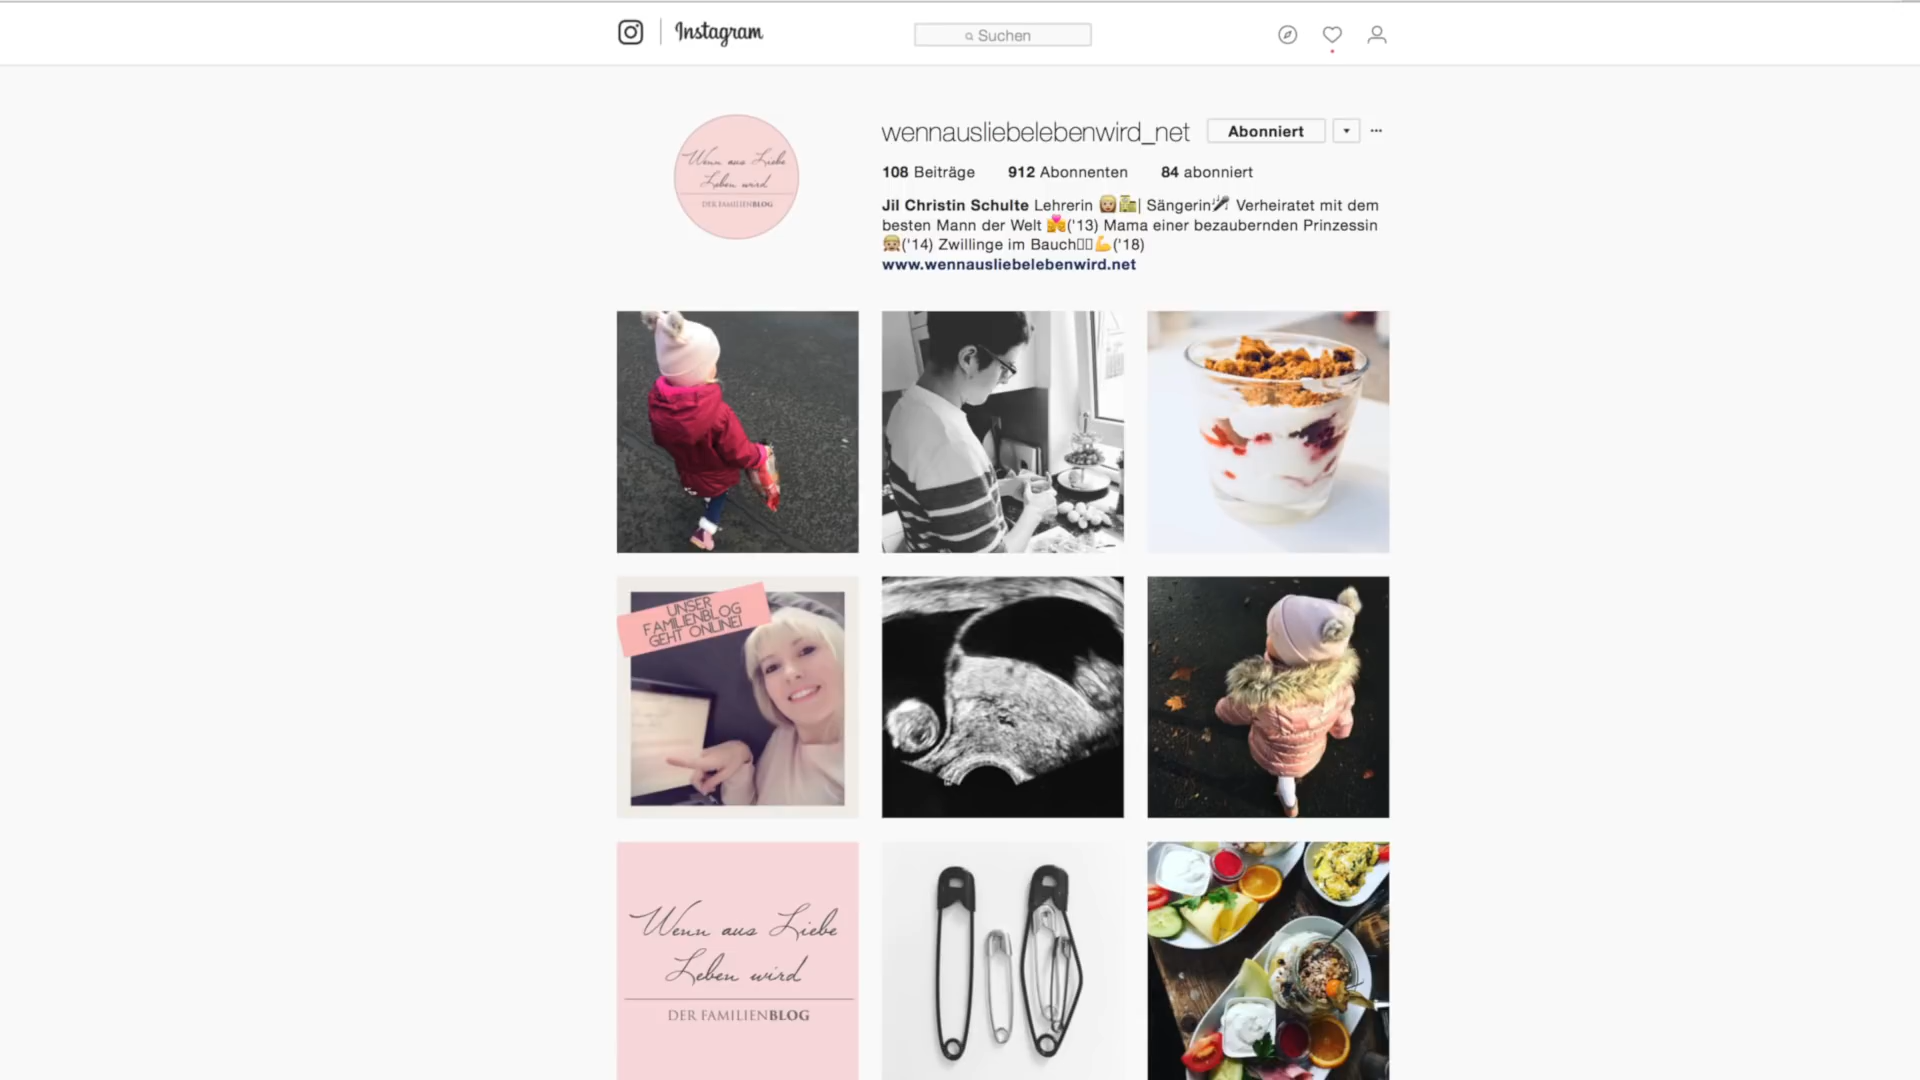 Instagram
Suchen
wennausliebelebenwird_net
Abonniert
108 Beiträge 912 Abonnenten 84 abonniert
Jil Christin Schulte Lehrerin 👩🏼‍🏫| Sängerin🎤 Verheiratet mit dem
besten Mann der Welt 💏('13) Mama einer bezaubernden Prinzessin
👧🏼('14) Zwillinge im Bauch▯▯💪('18)
www.wennausliebelebenwird.net
Wenn aus Liebe
Leben wird
DER FAMILIENBLOG
UNSER
FAMILIENBLOG
GEHT ONLINE!
Wenn aus Liebe
Leben wird
DER FAMILIENBLOG